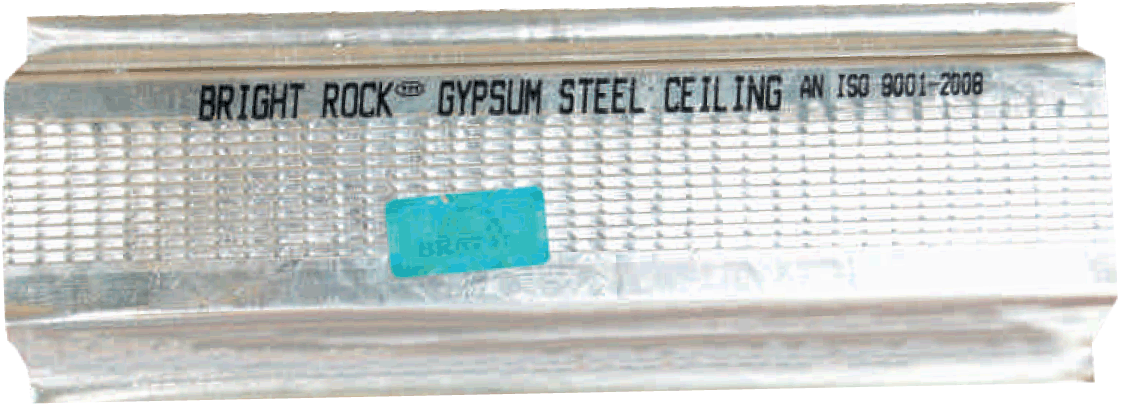 BRIGHT ROCK GYPSUM STEEL CEILING AN ISO 9001-2008